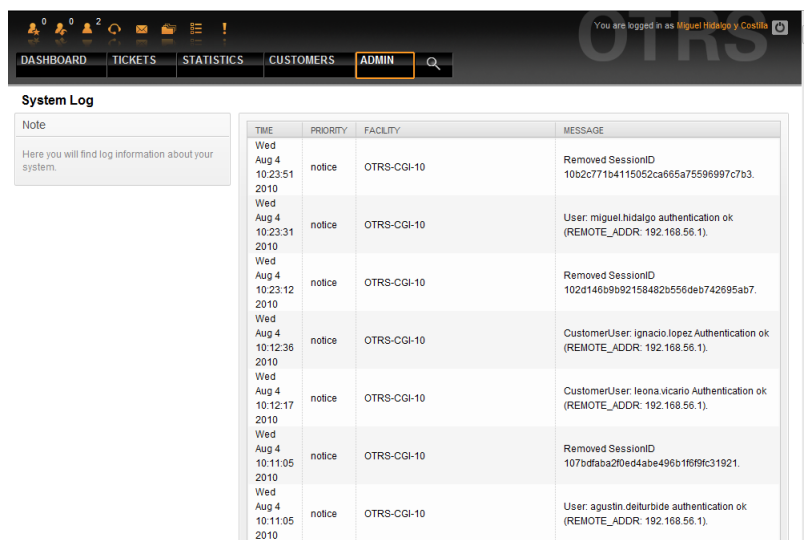 0 0 2
OTRS
You are logged in as Miguel Hidalgo y Costilla
DASHBOARD TICKETS STATISTICS CUSTOMERS ADMIN
System Log
Note
Here you will find log information about your
system.
TIME PRIORITY FACILITY MESSAGE
Wed
Aug 4
10:23:51
2010
notice
OTRS-CGI-10
Removed SessionID
10b2c771b4115052ca665a75596997c7b3.
Wed
Aug 4
10:23:31
2010
notice
OTRS-CGI-10
User: miguel.hidalgo authentication ok
(REMOTE_ADDR: 192.168.56.1).
Wed
Aug 4
10:23:12
2010
notice
OTRS-CGI-10
Removed SessionID
102d146b9b92158482b556deb742695ab7.
Wed
Aug 4
10:12:36
2010
notice
OTRS-CGI-10
CustomerUser: ignacio.lopez Authentication ok
(REMOTE_ADDR: 192.168.56.1).
Wed
Aug 4
10:12:17
2010
notice
OTRS-CGI-10
CustomerUser: leona.vicario Authentication ok
(REMOTE_ADDR: 192.168.56.1).
Wed
Aug 4
10:11:05
2010
notice
OTRS-CGI-10
Removed SessionID
107bdfaba2f0ed4abe496b1f6f9fc31921.
Wed
Aug 4
10:11:05
2010
notice
OTRS-CGI-10
User: agustin.deiturbide authentication ok
(REMOTE_ADDR: 192.168.56.1).